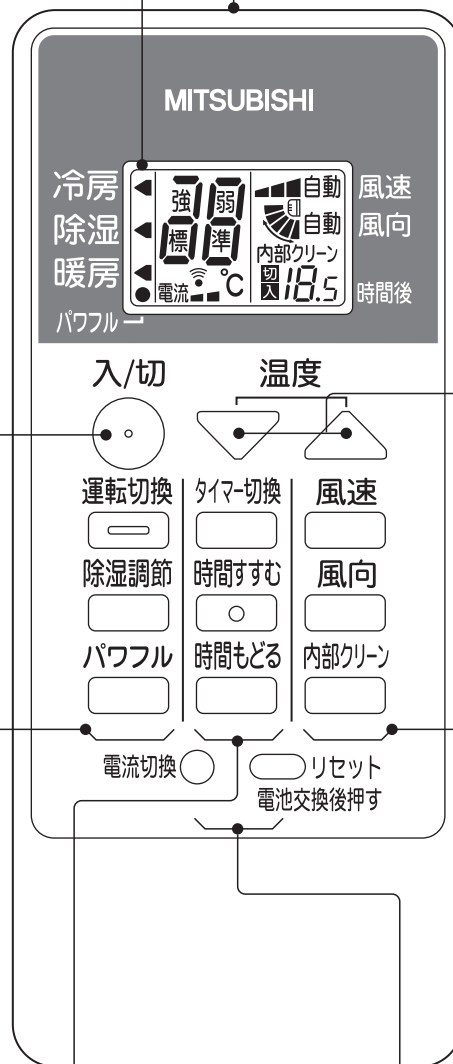 MITSUBISHI
冷房 強 弱 自動 風速
除湿 標 準 自動 風向
暖房 内部クリーン
電流 ℃ 切 入 18.5 時間後
パワフル
入/切 温度
運転切換 タイマー切換 風速
除湿調節 時間すすむ 風向
パワフル 時間もどる 内部クリーン
電流切換 リセット
電池交換後押す